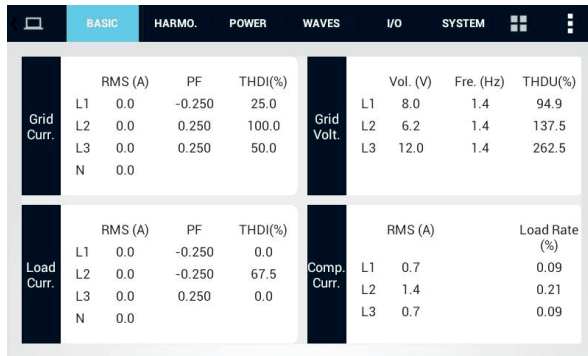 BASIC HARMO. POWER WAVES I/O SYSTEM
Grid Curr.
RMS (A) PF THDI(%)
L1 0.0 -0.250 25.0
L2 0.0 0.250 100.0
L3 0.0 0.250 50.0
N 0.0
Grid Volt.
Vol. (V) Fre. (Hz) THDU(%)
L1 8.0 1.4 94.9
L2 6.2 1.4 137.5
L3 12.0 1.4 262.5
Load Curr.
RMS (A) PF THDI(%)
L1 0.0 -0.250 0.0
L2 0.0 -0.250 67.5
L3 0.0 0.250 0.0
N 0.0
Comp. Curr.
RMS (A) Load Rate (%)
L1 0.7 0.09
L2 1.4 0.21
L3 0.7 0.09